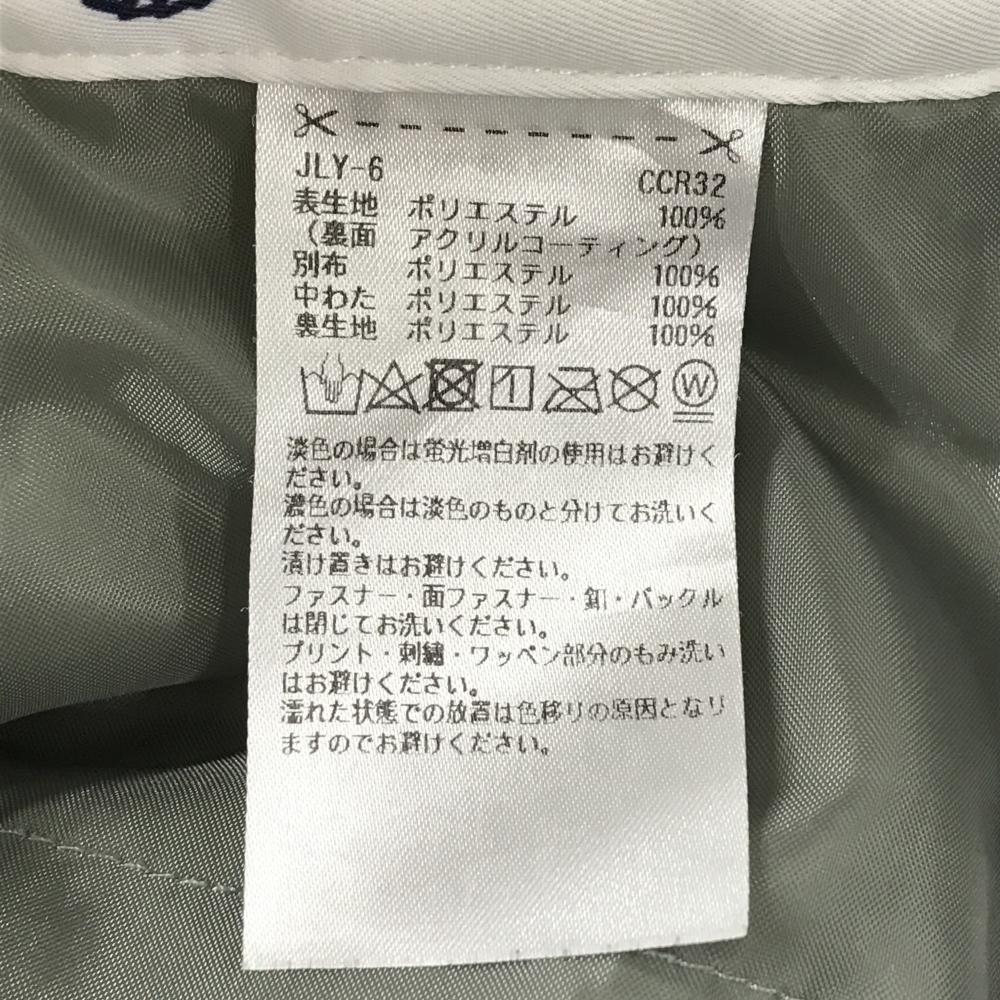 JLY-6 CCR32
表生地 ポリエステル 100%
(裏面 アクリルコーティング)
別布 ポリエステル 100%
中わた ポリエステル 100%
裏生地 ポリエステル 100%
1 W
淡色の場合は蛍光増白剤の使用はお避けく
ださい。
濃色の場合は淡色のものと分けてお洗いく
ださい。
漬け置きはお避けください。
ファスナー・面ファスナー・釦・バックル
は閉じてお洗いください。
プリント・刺繍・ワッペン部分のもみ洗い
はお避けください。
濡れた状態での放置は色移りの原因となり
ますのでお避けください。